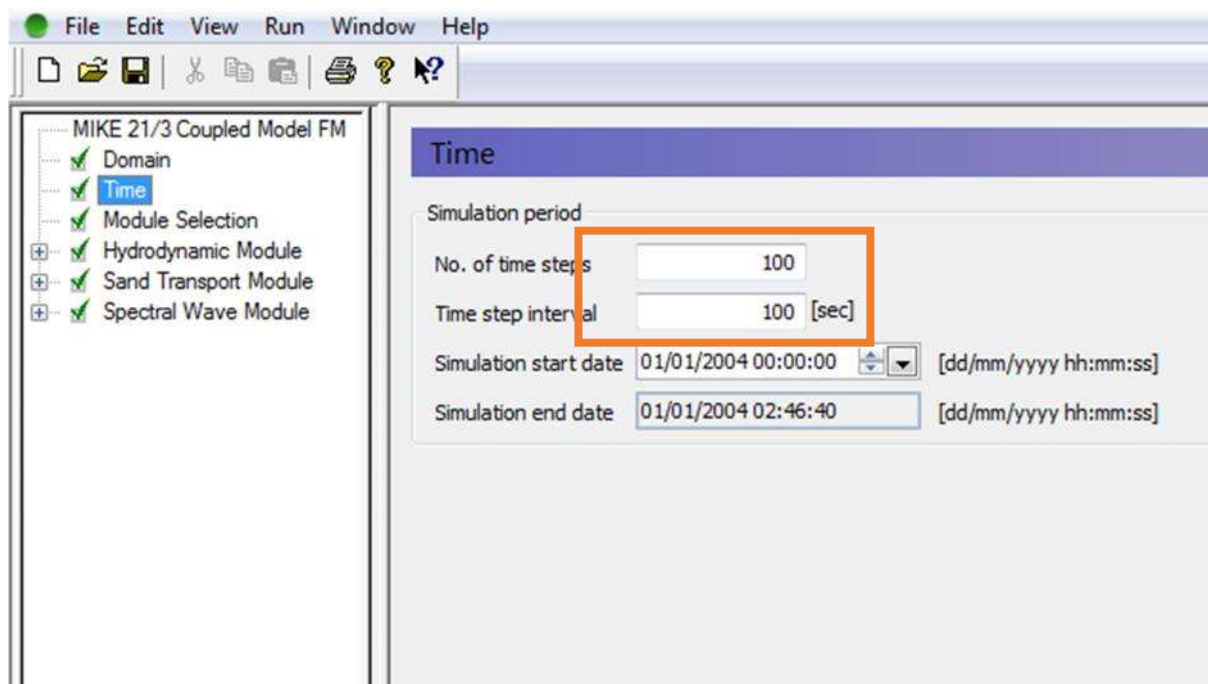 File Edit View Run Window Help
MIKE 21/3 Coupled Model FM
Domain
Time
Module Selection
Hydrodynamic Module
Sand Transport Module
Spectral Wave Module
Time
Simulation period
No. of time steps 100
Time step interval 100 [sec]
Simulation start date 01/01/2004 00:00:00 [dd/mm/yyyy hh:mm:ss]
Simulation end date 01/01/2004 02:46:40 [dd/mm/yyyy hh:mm:ss]